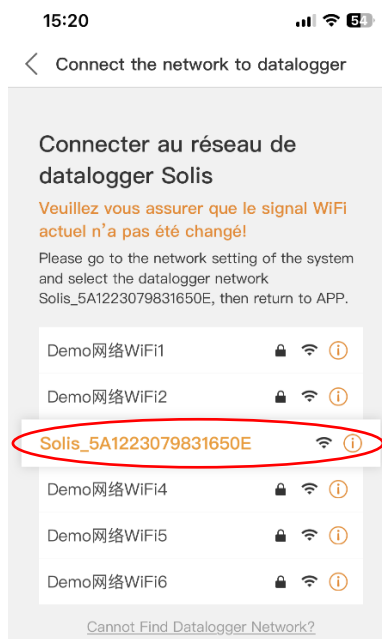 15:20
54
Connect the network to datalogger
Connecter au réseau de
datalogger Solis
Veuillez vous assurer que le signal WiFi
actuel n'a pas été changé!
Please go to the network setting of the system
and select the datalogger network
Solis_5A1223079831650E, then return to APP.
Demo网络WiFi1
Demo网络WiFi2
Solis_5A1223079831650E
Demo网络WiFi4
Demo网络WiFi5
Demo网络WiFi6
Cannot Find Datalogger Network?